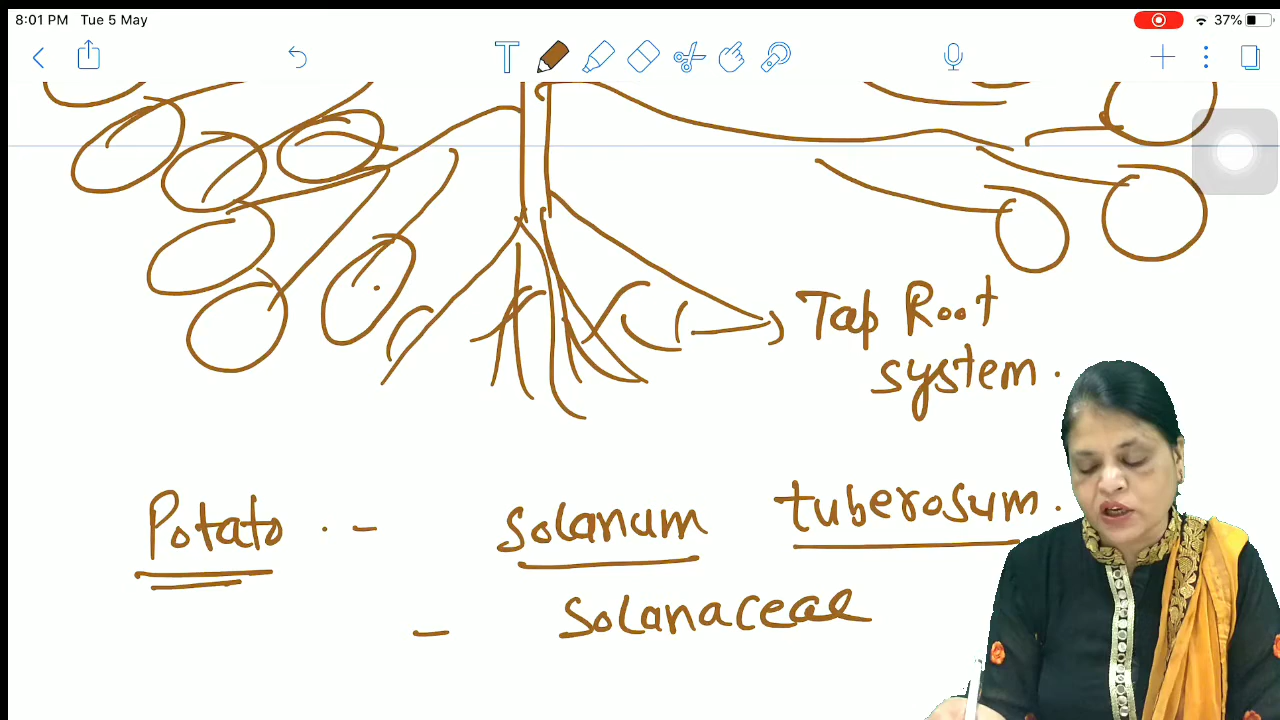 8:01 PM Tue 5 May
37%
Tap Root
system.
Potato . - solanum tuberosum.
- solanaceae